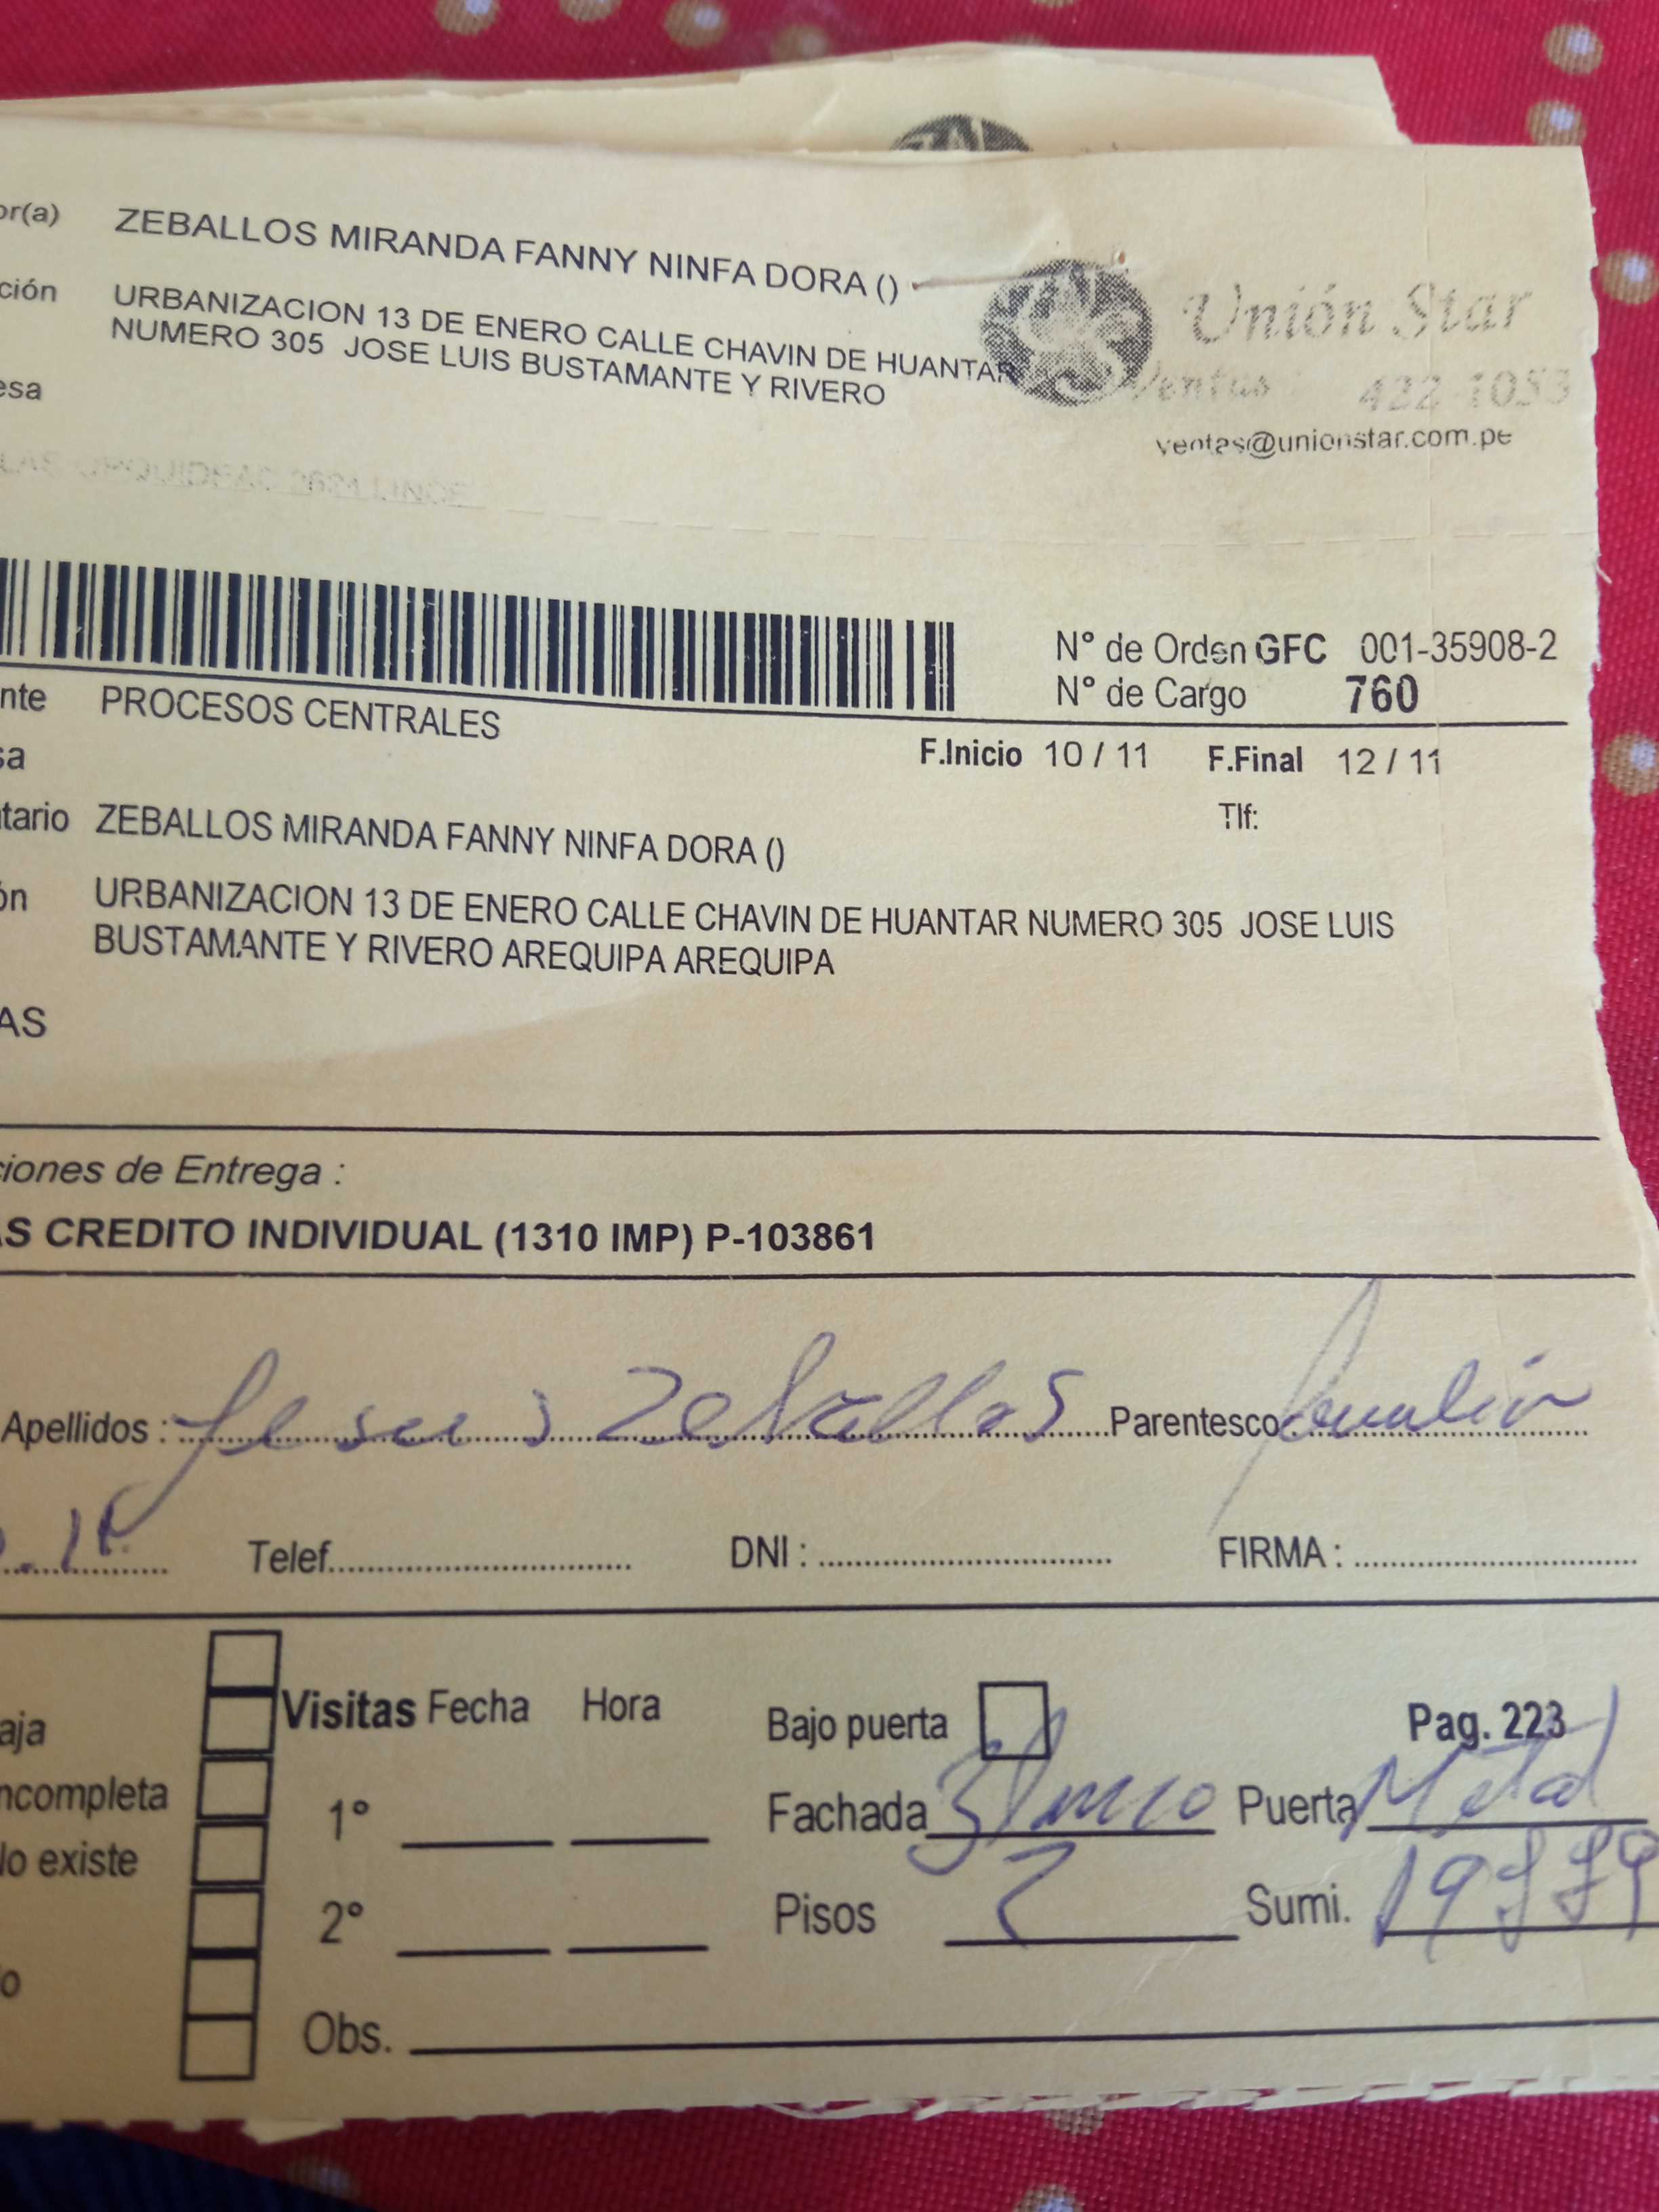 or(a) ZEBALLOS MIRANDA FANNY NINFA DORA ()
ción URBANIZACION 13 DE ENERO CALLE CHAVIN DE HUANTAR
NUMERO 305 JOSE LUIS BUSTAMANTE Y RIVERO
esa
Unión Star
Ventas 422-1053
ventas@unionstar.com.pe
N° de Orden GFC 001-35908-2
N° de Cargo 760
nte PROCESOS CENTRALES
sa
F.Inicio 10 / 11 F.Final 12 / 11
Tlf:
tario ZEBALLOS MIRANDA FANNY NINFA DORA ()
ón URBANIZACION 13 DE ENERO CALLE CHAVIN DE HUANTAR NUMERO 305 JOSE LUIS
BUSTAMANTE Y RIVERO AREQUIPA AREQUIPA
AS
ciones de Entrega :
AS CREDITO INDIVIDUAL (1310 IMP) P-103861
Apellidos : Jesus Zeballos Parentesco:
Telef. DNI : FIRMA :
Visitas Fecha Hora Bajo puerta Pag. 223
aja
ncompleta
1° Fachada Blanco Puerta Metal
No existe
2° Pisos 2 Sumi.
o
Obs.